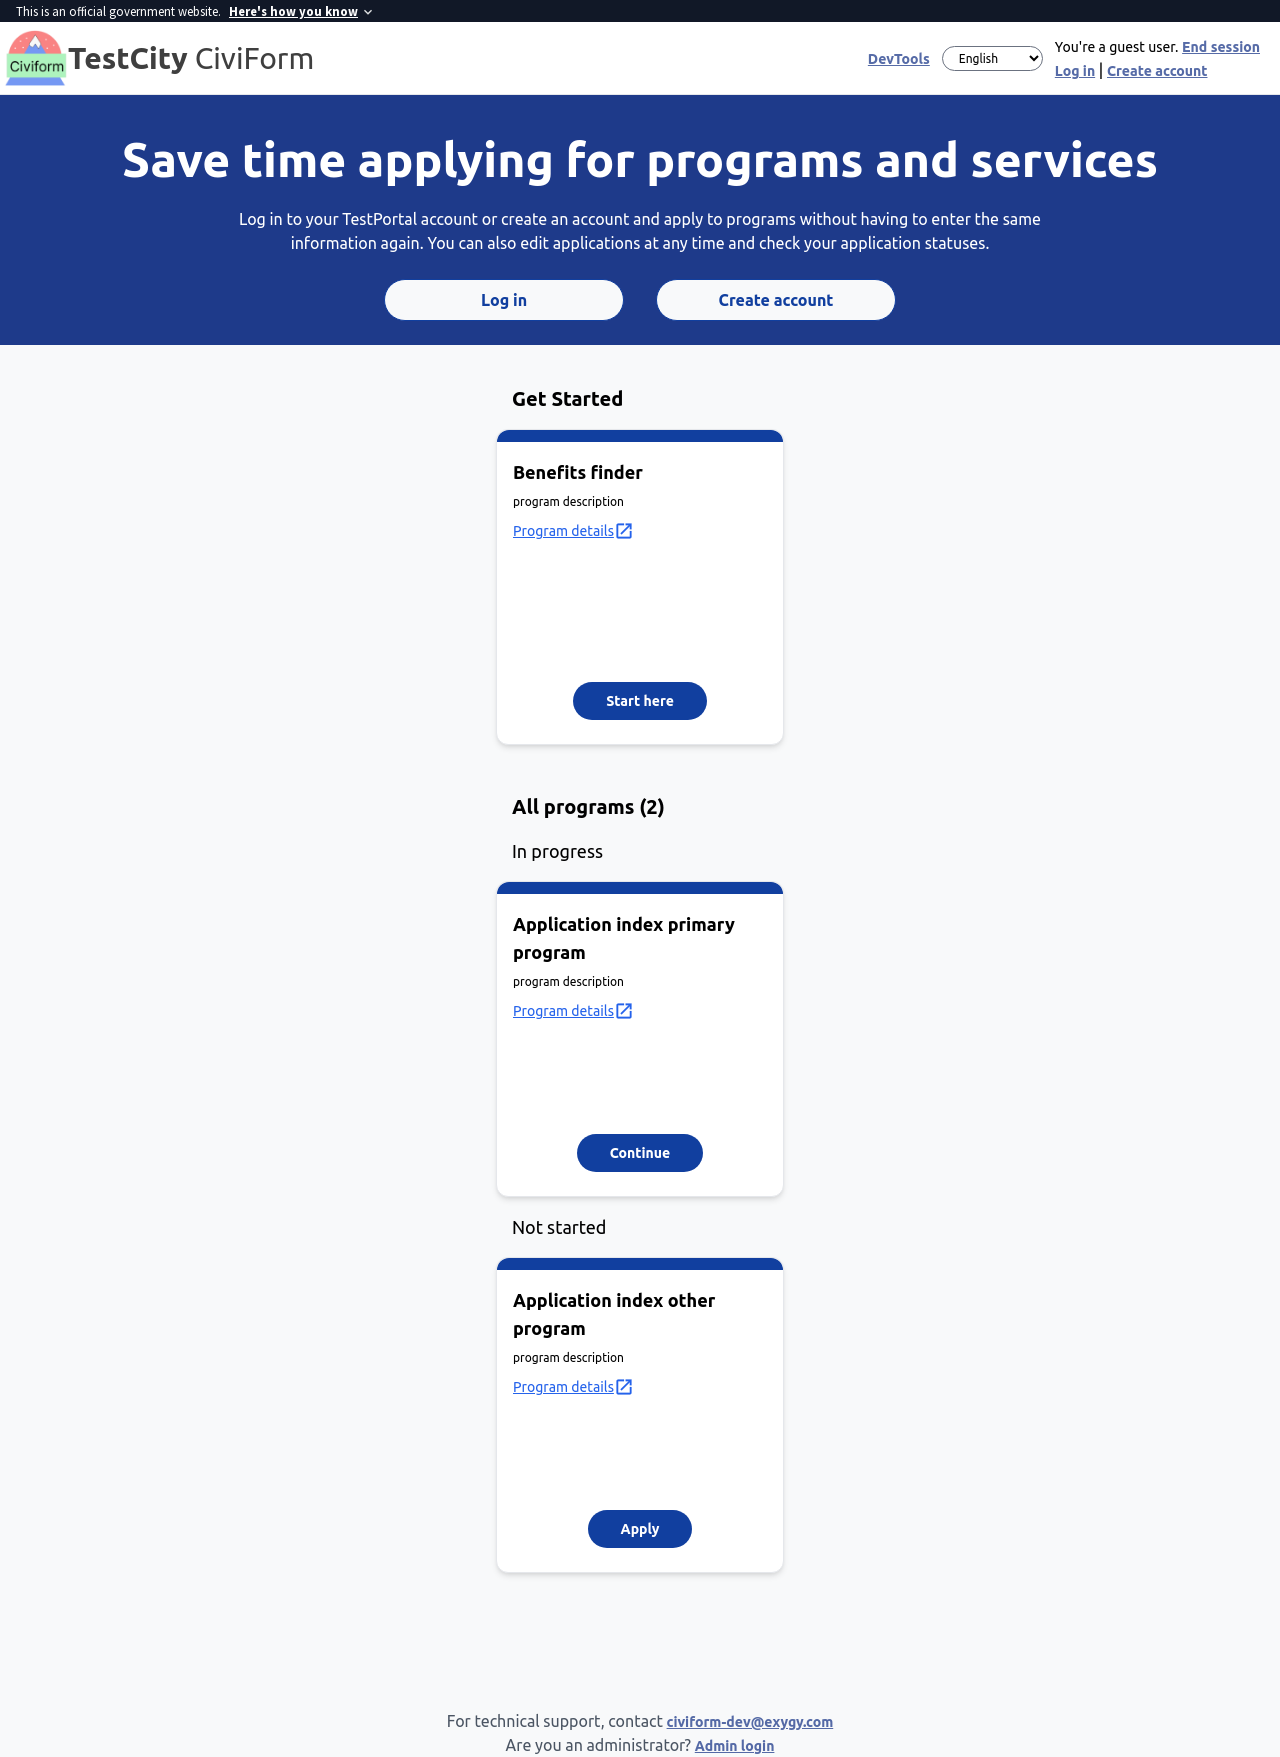 This is an official government website. Here's how you know
Civiform
TestCity CiviForm
DevTools
English
You're a guest user. End session
Log in | Create account
Save time applying for programs and services
Log in to your TestPortal account or create an account and apply to programs without having to enter the same
information again. You can also edit applications at any time and check your application statuses.
Log in
Create account
Get Started
Benefits finder
program description
Program details
Start here
All programs (2)
In progress
Application index primary
program
program description
Program details
Continue
Not started
Application index other
program
program description
Program details
Apply
For technical support, contact civiform-dev@exygy.com
Are you an administrator? Admin login